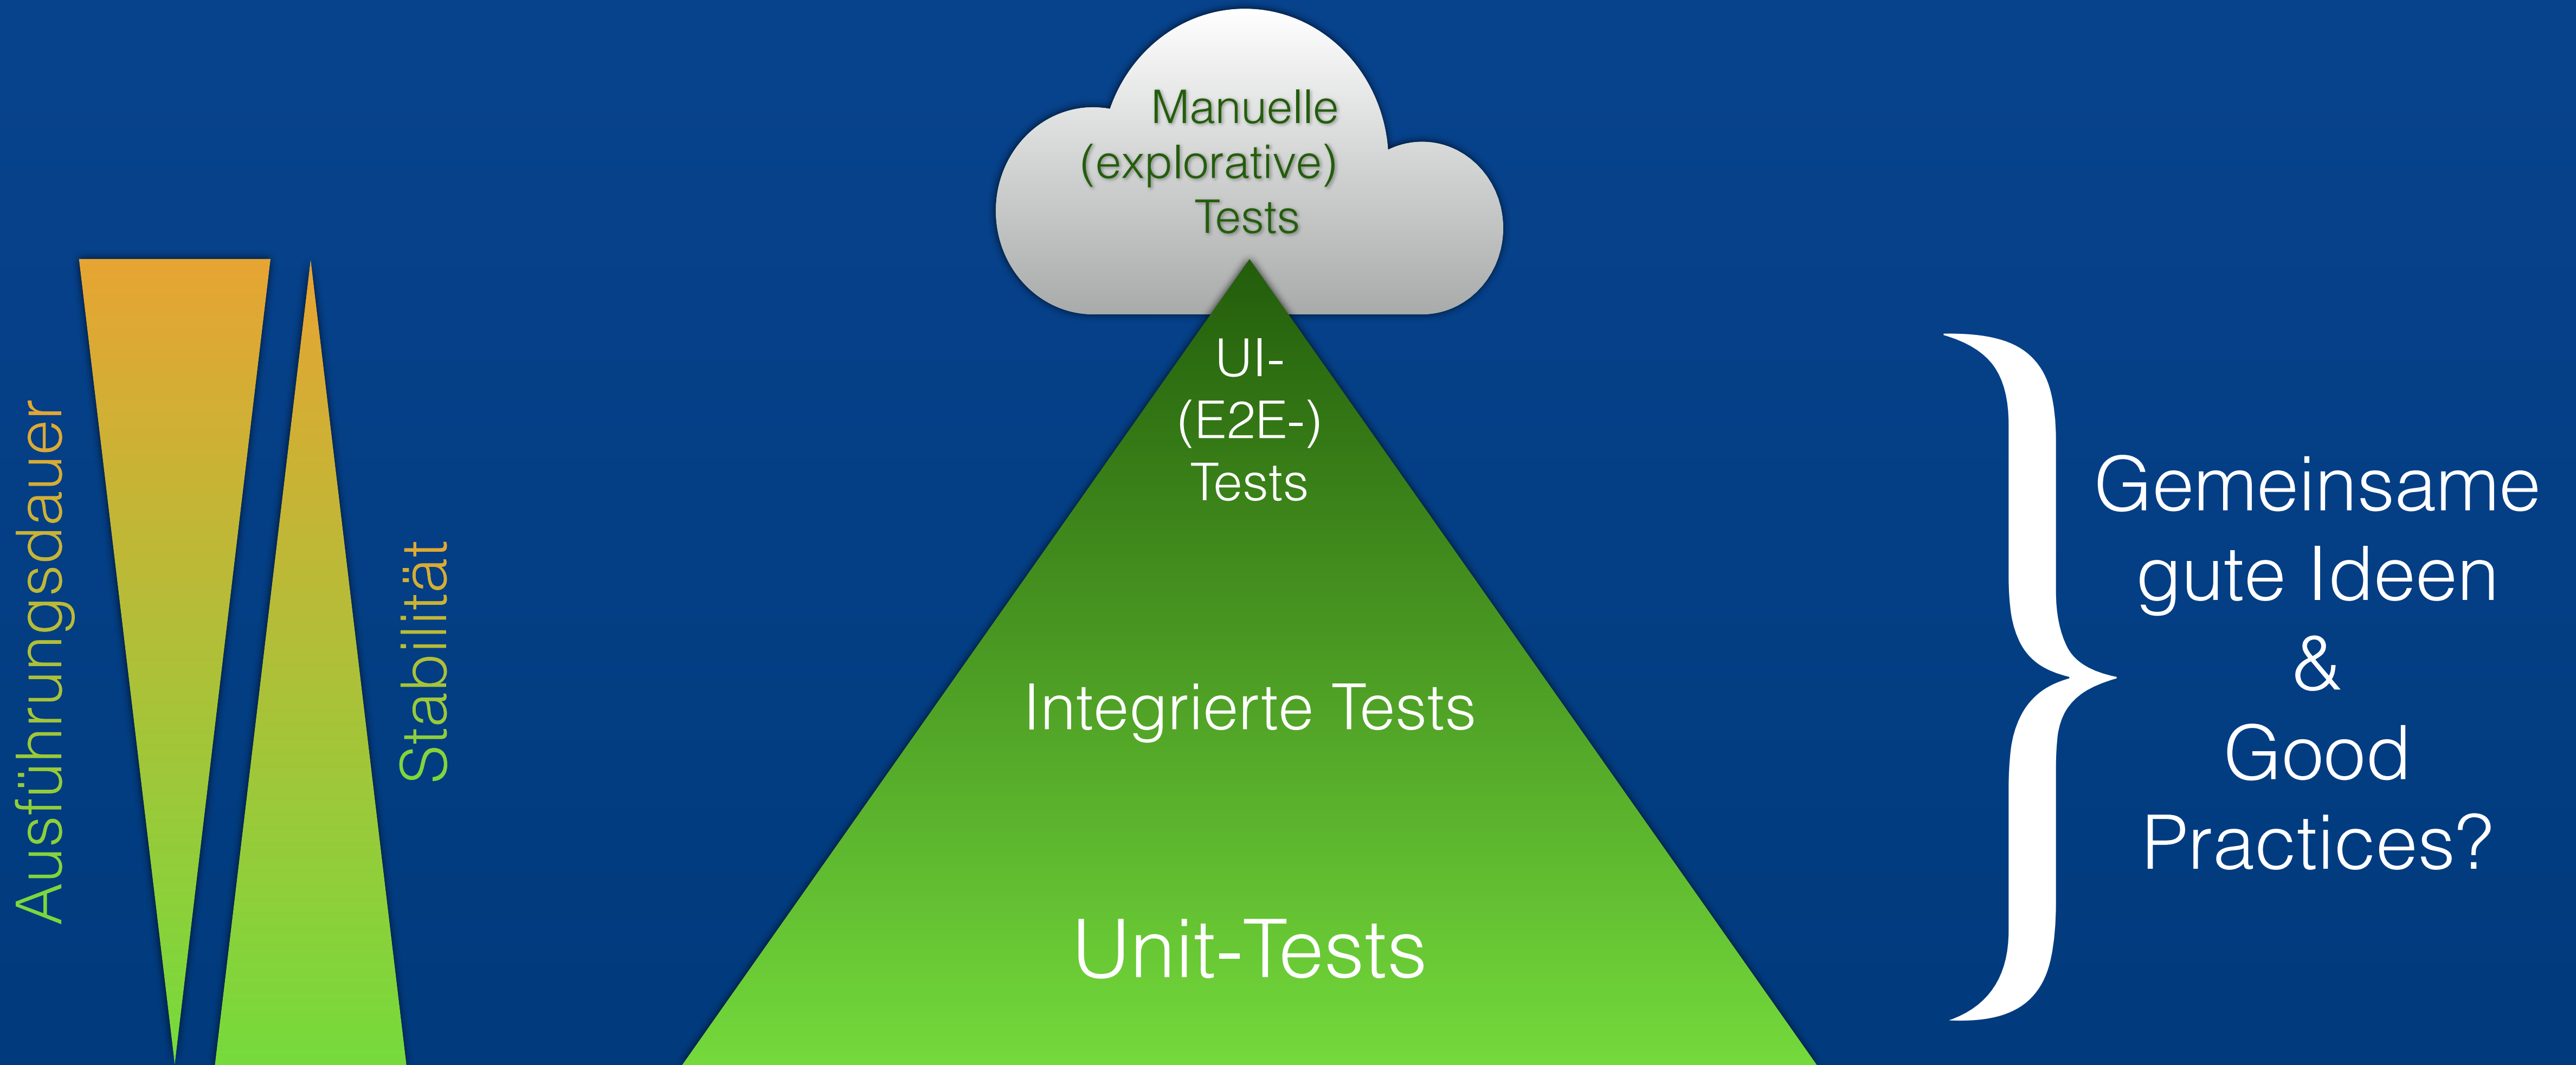 Manuelle
(explorative)
Tests
UI-
(E2E-)
Tests
Integrierte Tests
Unit-Tests
Ausführungsdauer
Stabilität
Gemeinsame
gute Ideen
&
Good
Practices?